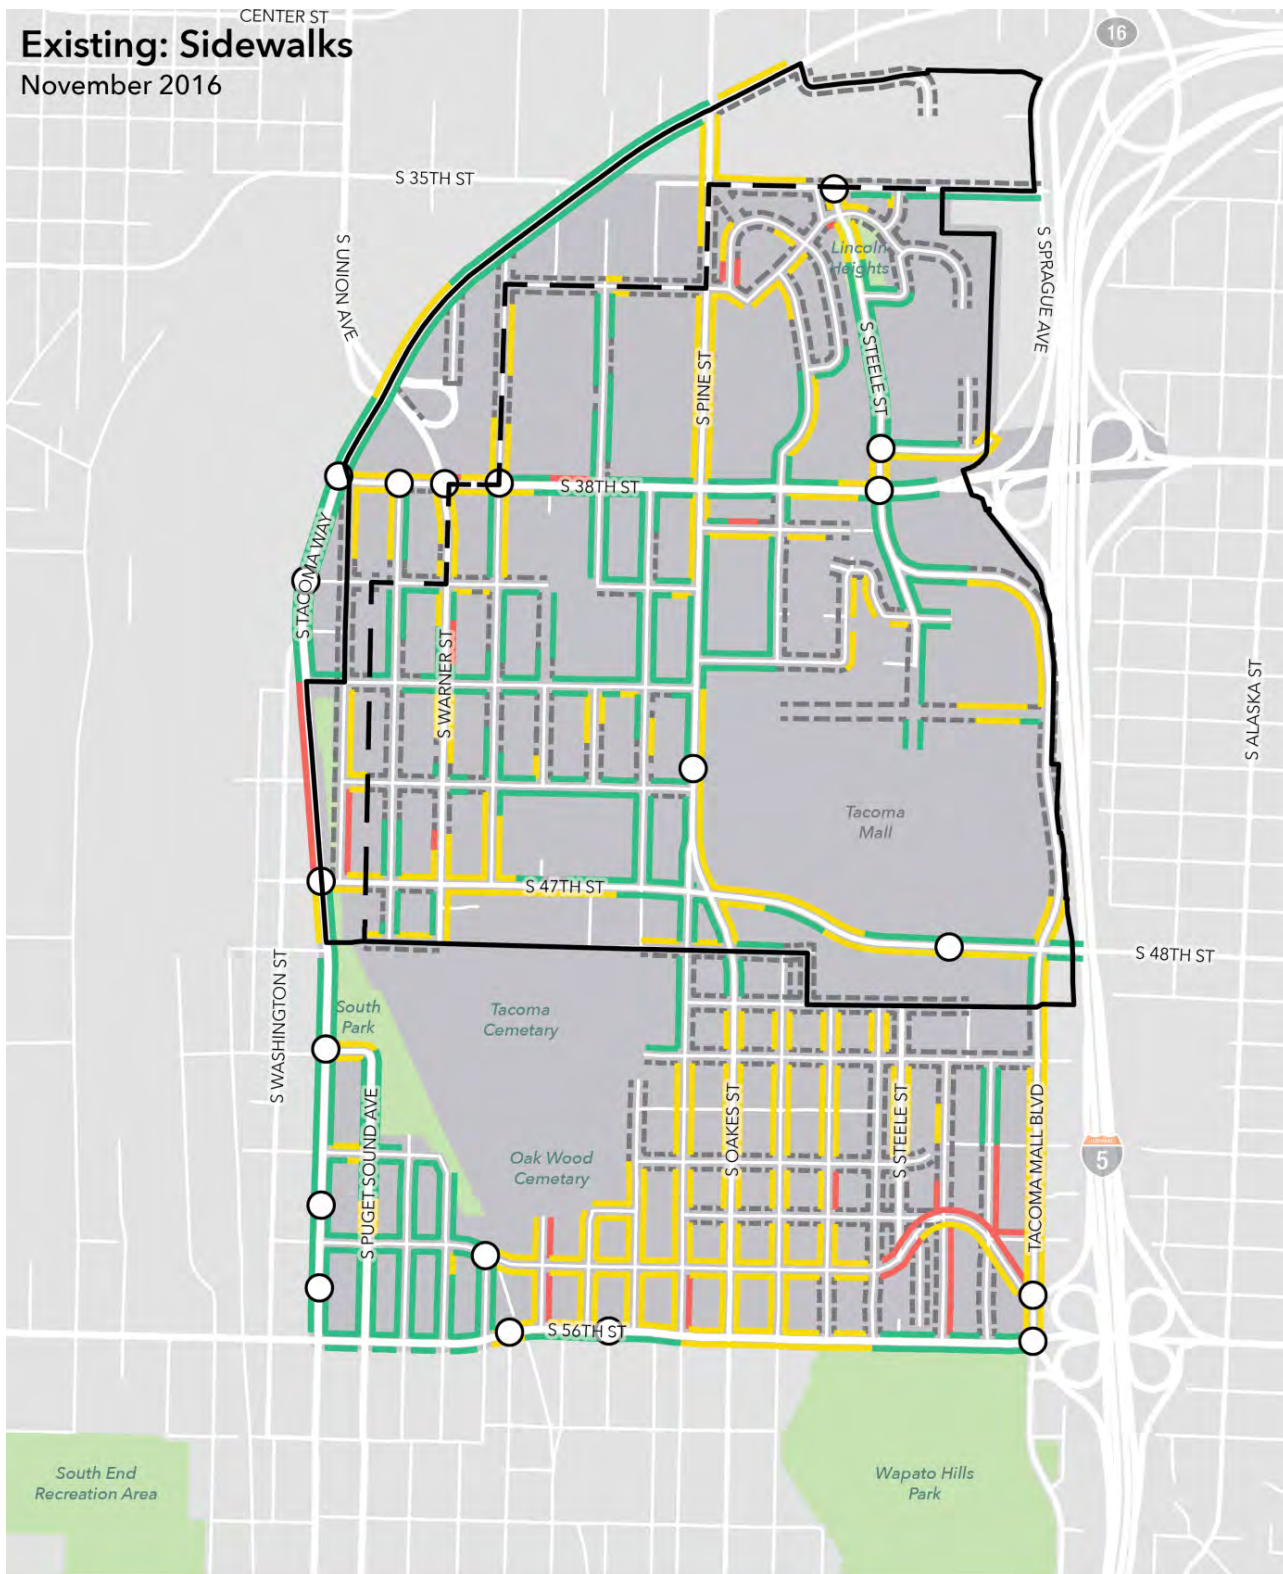 CENTER ST
Existing: Sidewalks
November 2016
16
S 35TH ST
S UNION AVE
Lincoln
Heights
S SPRAGUE AVE
S STEELE ST
S PINE ST
S 38TH ST
S TACOMA WAY
S WARNER ST
S ALASKA ST
Tacoma
Mall
S 47TH ST
S 48TH ST
S WASHINGTON ST
South
Park
Tacoma
Cemetary
S PUGET SOUND AVE
S OAKES ST
S STEELE ST
TACOMA MALL BLVD
5
Oak Wood
Cemetary
S 56TH ST
South End
Recreation Area
Wapato Hills
Park